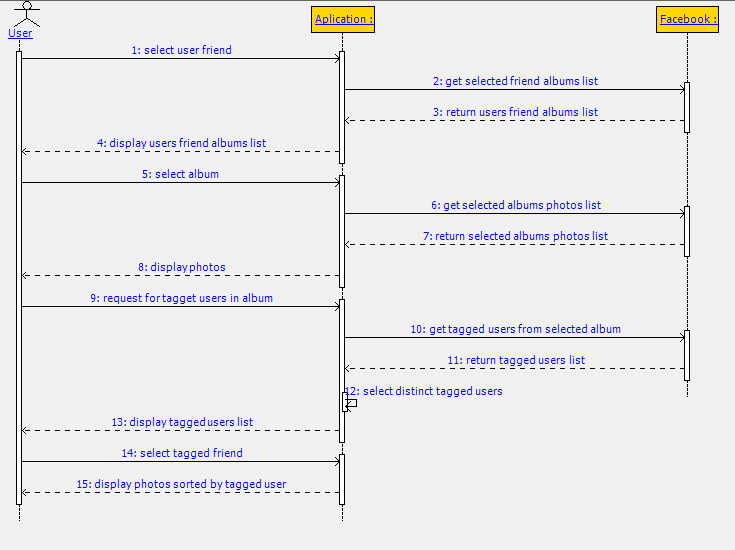 User
Aplication :
Facebook :
1: select user friend
2: get selected friend albums list
3: return users friend albums list
4: display users friend albums list
5: select album
6: get selected albums photos list
7: return selected albums photos list
8: display photos
9: request for tagget users in album
10: get tagged users from selected album
11: return tagged users list
12: select distinct tagged users
13: display tagged users list
14: select tagged friend
15: display photos sorted by tagged user